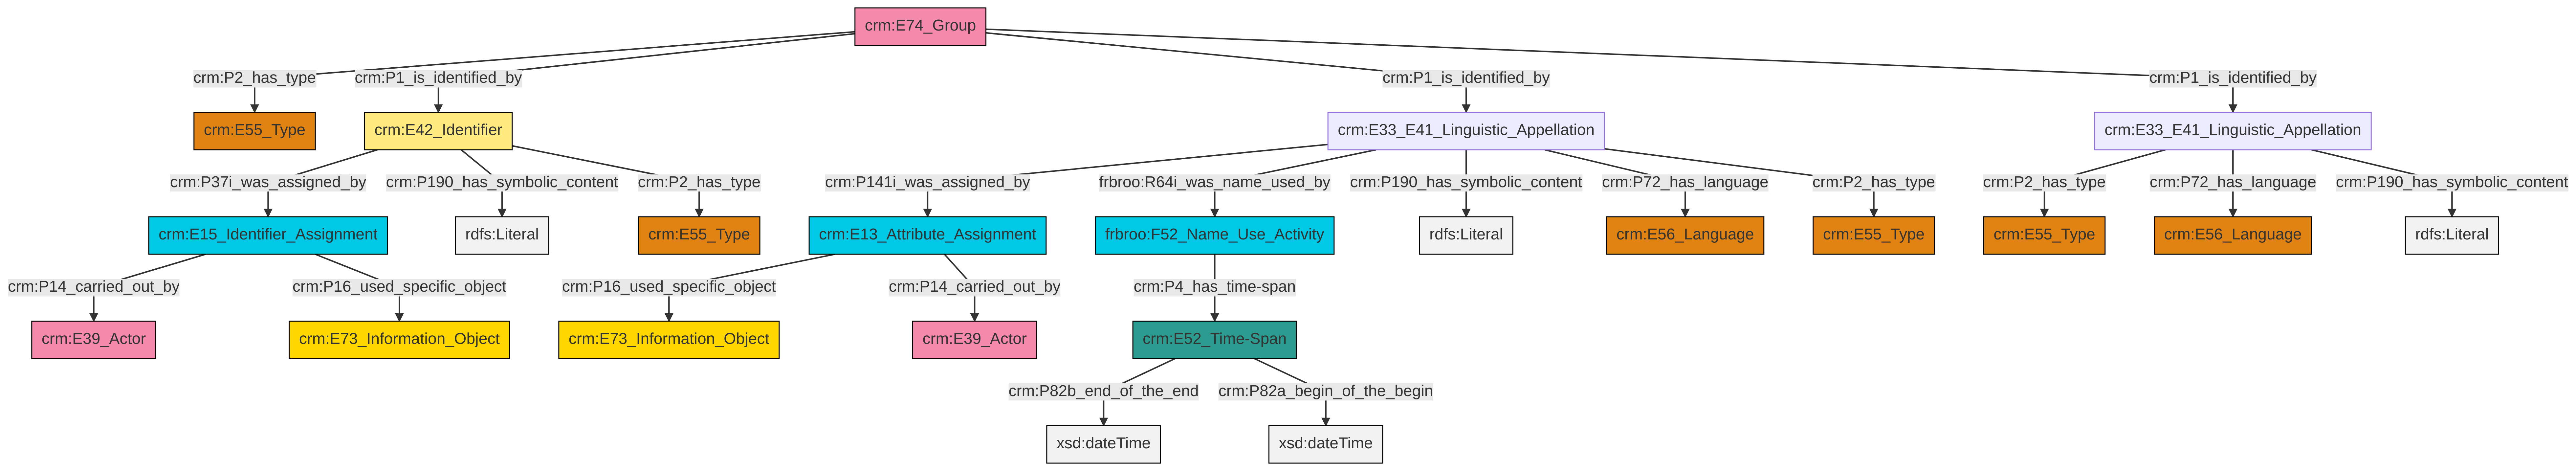 crm:E74_Group
crm:P2_has_type
crm:P1_is_identified_by
crm:P1_is_identified_by
crm:P1_is_identified_by
crm:E55_Type
crm:E42_Identifier
crm:E33_E41_Linguistic_Appellation
crm:E33_E41_Linguistic_Appellation
crm:P37i_was_assigned_by
crm:P190_has_symbolic_content
crm:P2_has_type
crm:P141i_was_assigned_by
frbroo:R64i_was_name_used_by
crm:P190_has_symbolic_content
crm:P72_has_language
crm:P2_has_type
crm:P2_has_type
crm:P72_has_language
crm:P190_has_symbolic_content
crm:E15_Identifier_Assignment
rdfs:Literal
crm:E55_Type
crm:E13_Attribute_Assignment
frbroo:F52_Name_Use_Activity
rdfs:Literal
crm:E56_Language
crm:E55_Type
crm:E55_Type
crm:E56_Language
rdfs:Literal
crm:P14_carried_out_by
crm:P16_used_specific_object
crm:P16_used_specific_object
crm:P14_carried_out_by
crm:P4_has_time-span
crm:E39_Actor
crm:E73_Information_Object
crm:E73_Information_Object
crm:E39_Actor
crm:E52_Time-Span
crm:P82b_end_of_the_end
crm:P82a_begin_of_the_begin
xsd:dateTime
xsd:dateTime